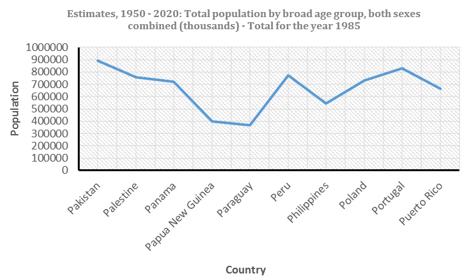 Estimates, 1950 - 2020: Total population by broad age group, both sexes
combined (thousands) - Total for the year 1985
1000000
900000
800000
700000
600000
500000
400000
300000
200000
100000
0
Population
Pakistan
Palestine
Panama
Papua New Guinea
Paraguay
Peru
Philippines
Poland
Portugal
Puerto Rico
Country